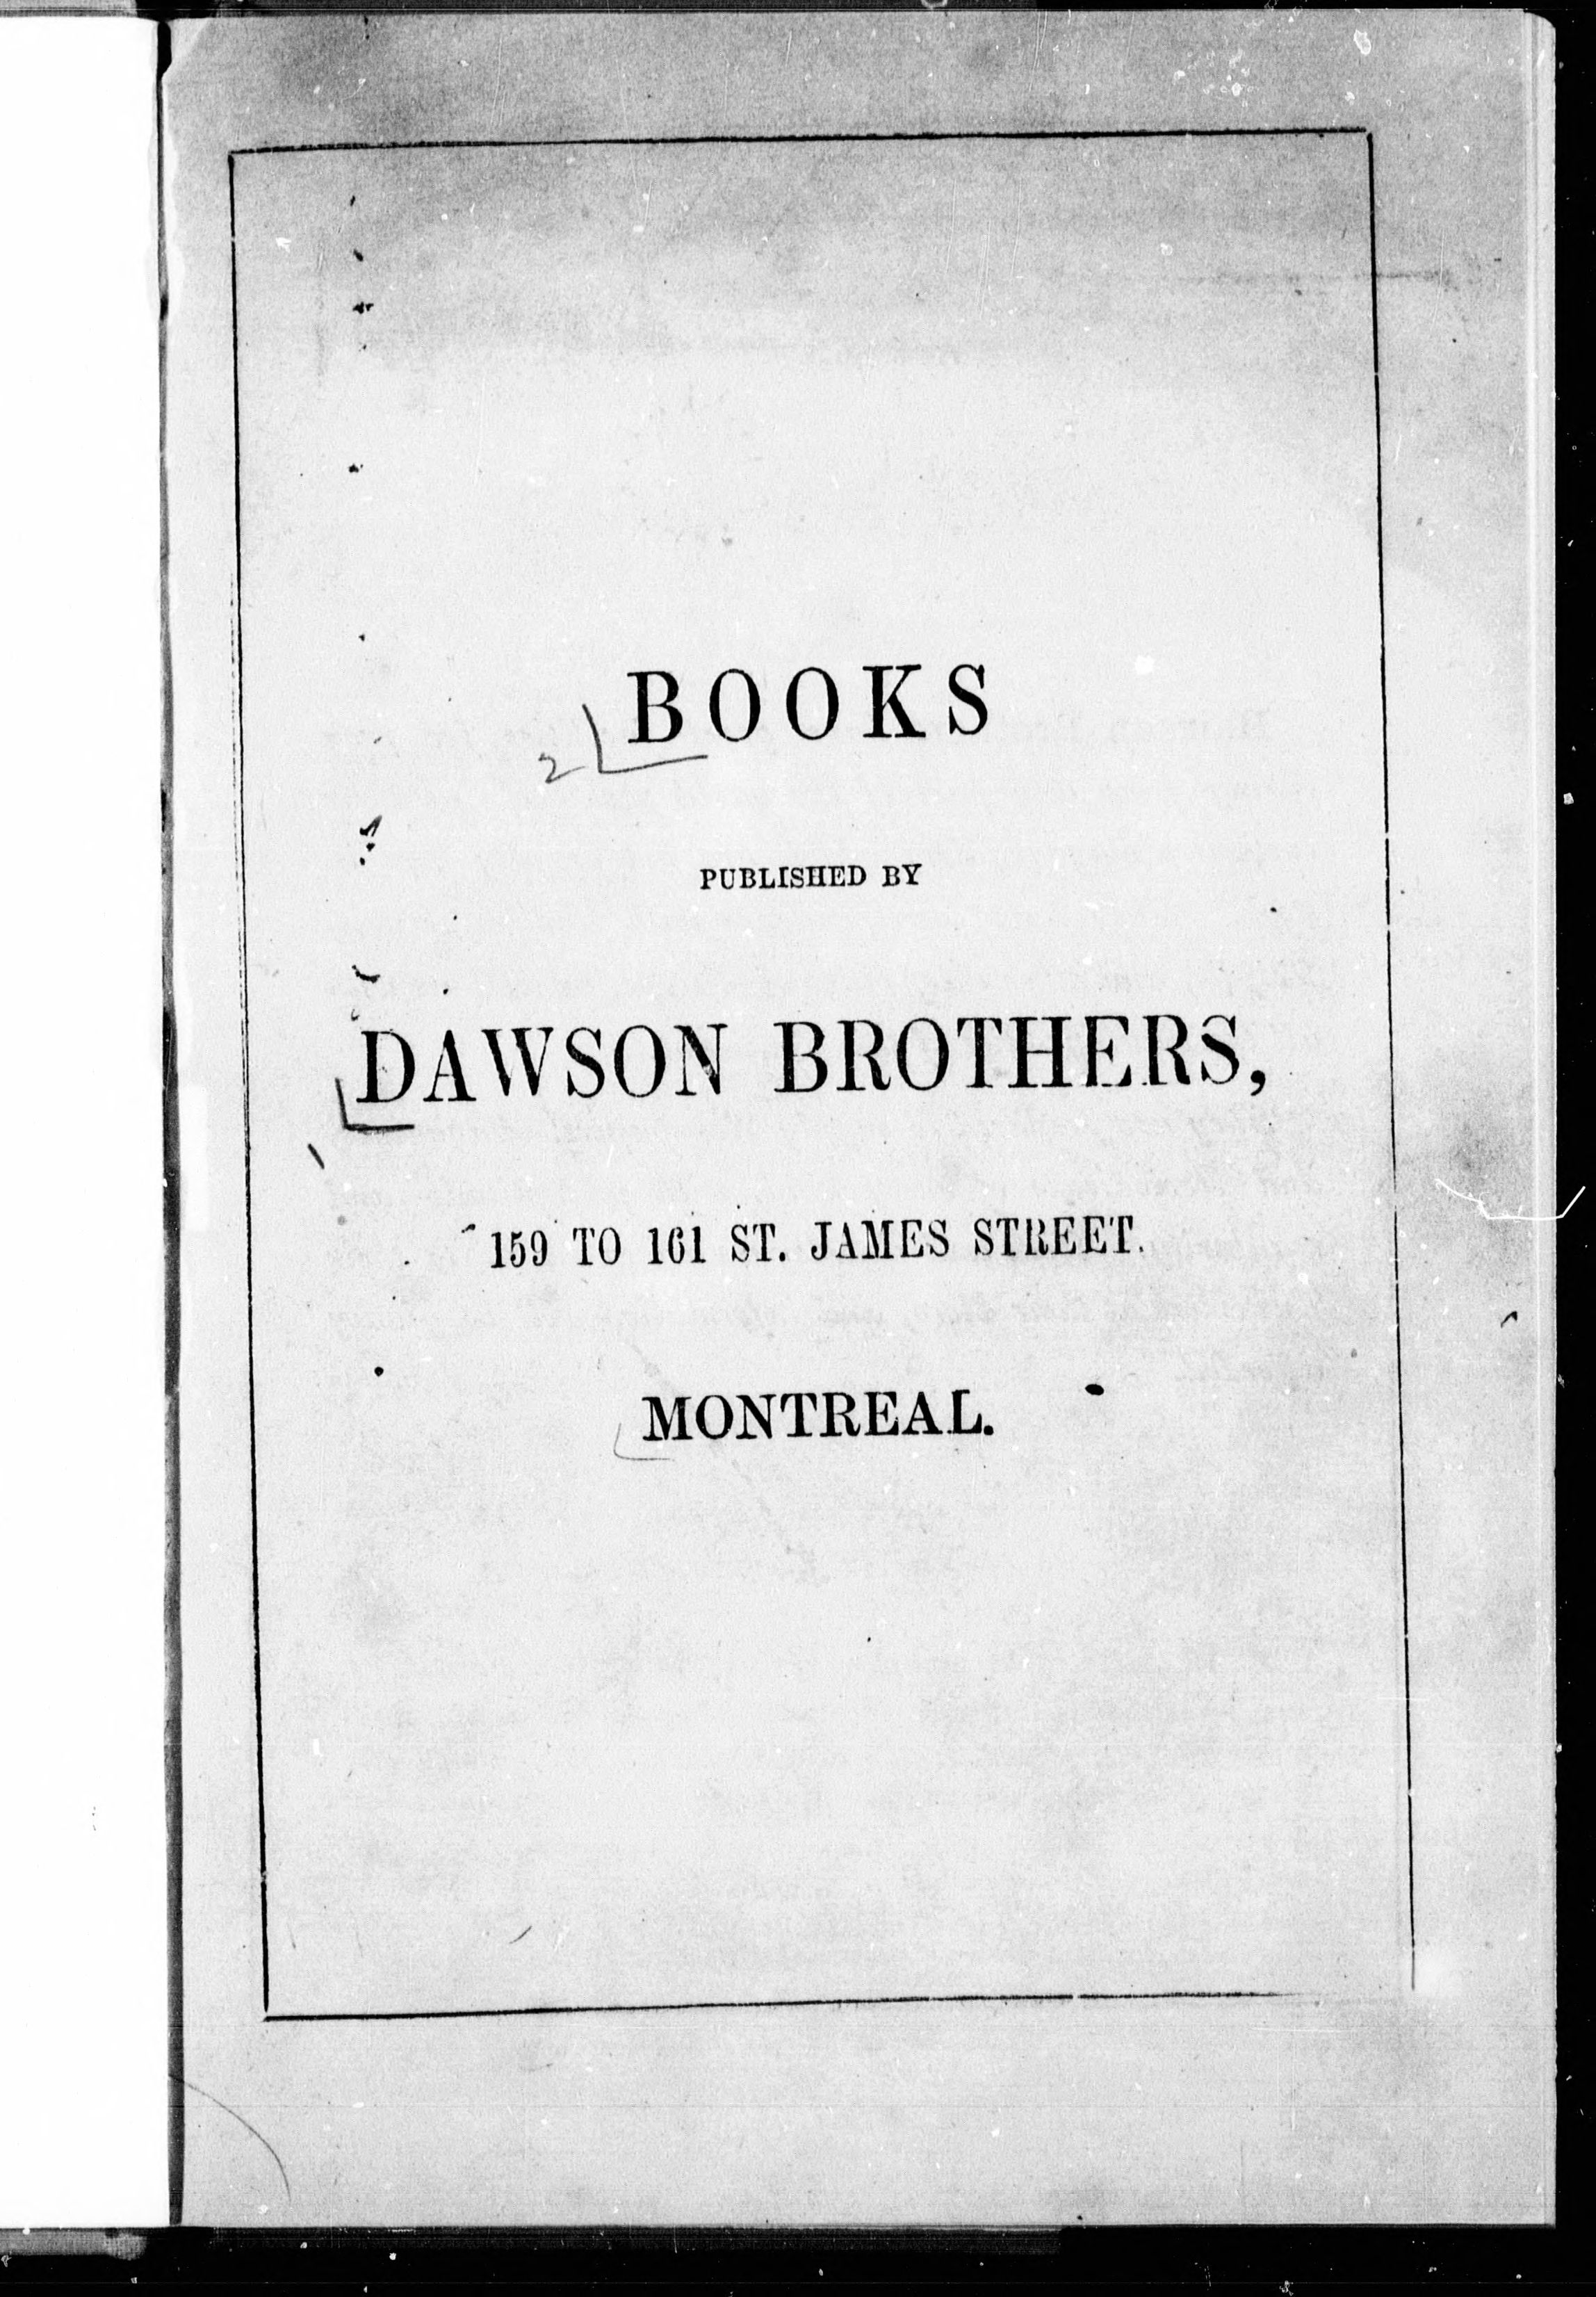 BOOKS
PUBLISHED BY
DAWSON BROTHERS,
159 TO 161 ST. JAMES STREET.
MONTREAL.